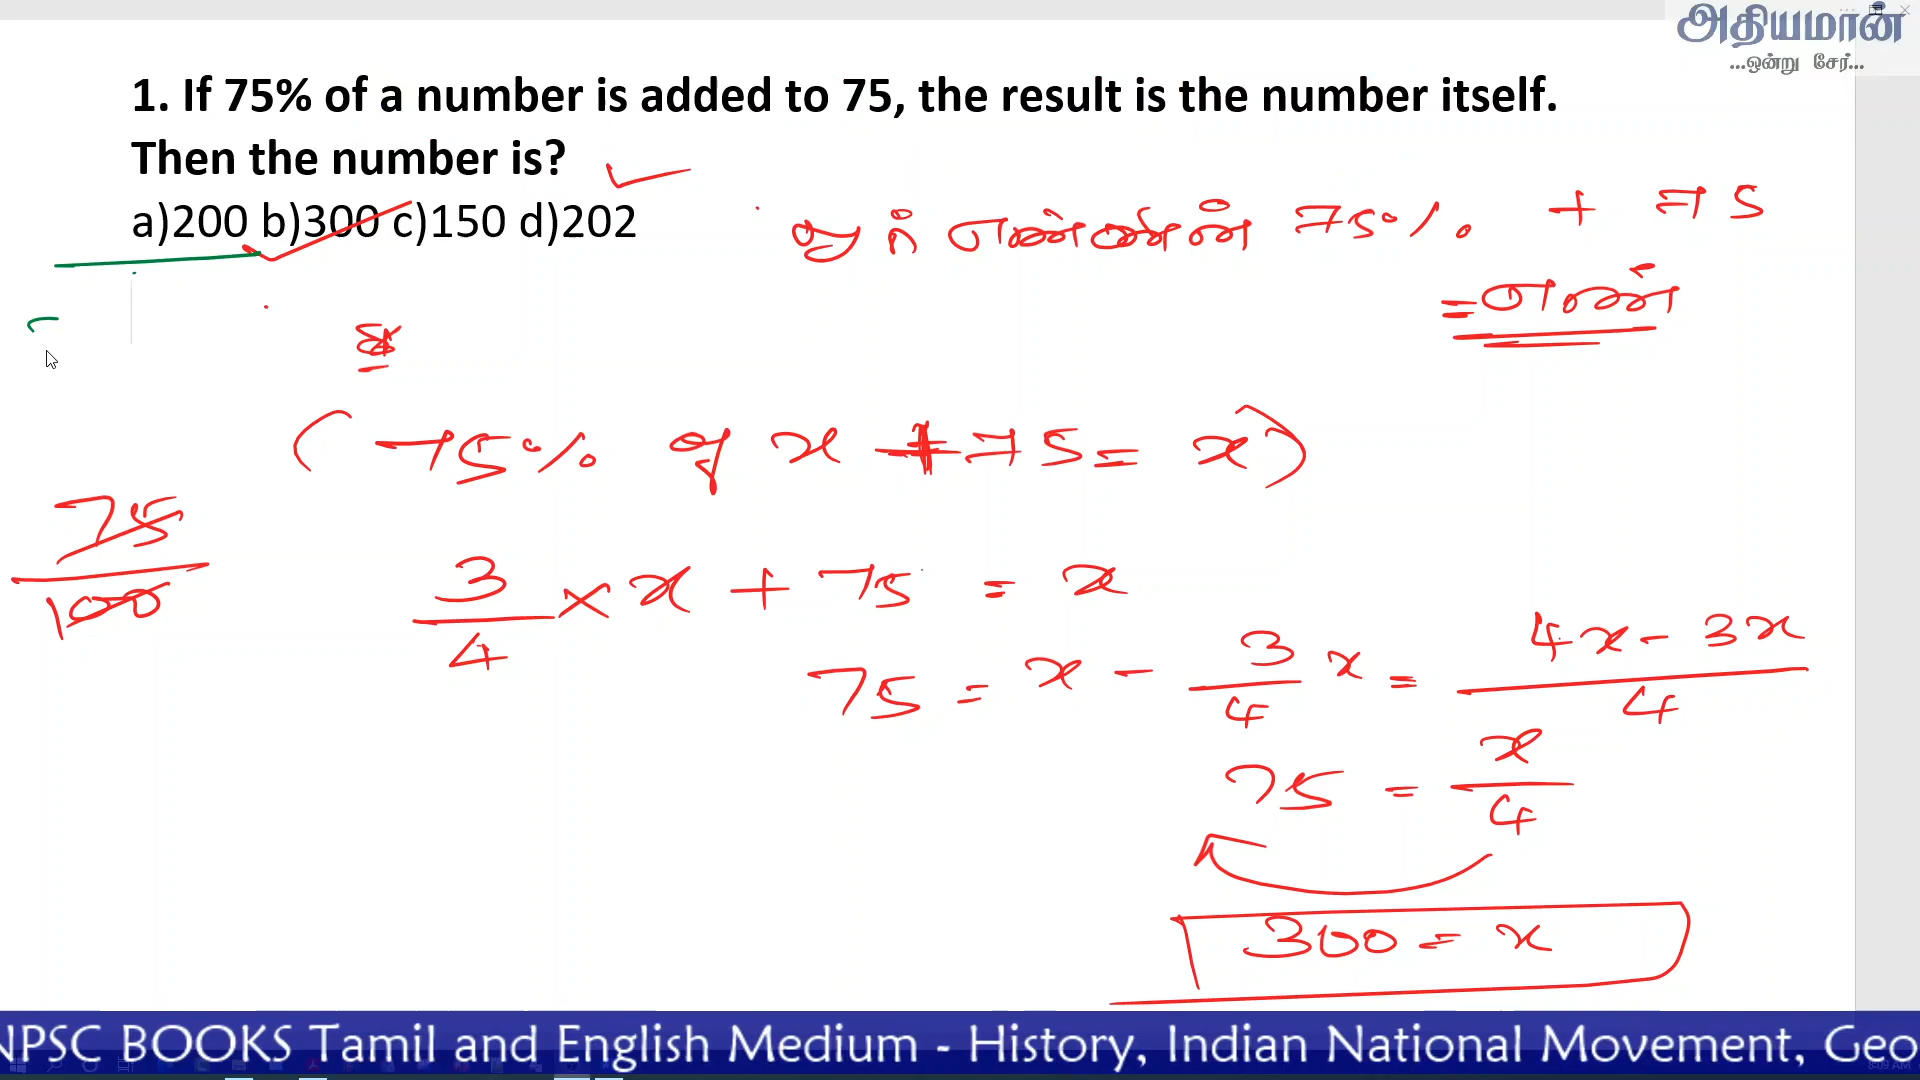 அதியமான்
...ஒன்று சேர்...
1. If 75% of a number is added to 75, the result is the number itself.
Then the number is?
a)200 b)300 c)150 d)202
ஒரு எண்ணின் 75% + 75
= எண்
(75% of x + 75 = x)
75/100
3/4 × x + 75 = x
75 = x - 3/4 x = 4x - 3x / 4
75 = x/4
300 = x
NPSC BOOKS Tamil and English Medium - History, Indian National Movement, Geo